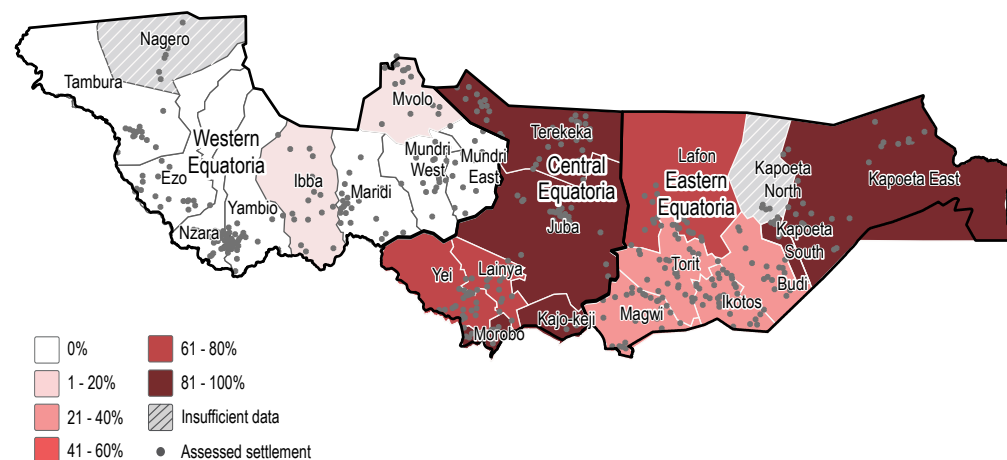 Nagero
Tambura
Mvolo
Western
Equatoria
Terekeka
Mundri
West
Mundri
East
Central
Equatoria
Lafon
Eastern
Equatoria
Kapoeta
North
Kapoeta East
Ezo
Ibba
Maridi
Yambio
Nzara
Juba
Kapoeta
South
Yei
Lainya
Torit
Budi
Ikotos
Magwi
Kajo-keji
Morobo
0%
1 - 20%
21 - 40%
41 - 60%
61 - 80%
81 - 100%
Insufficient data
Assessed settlement